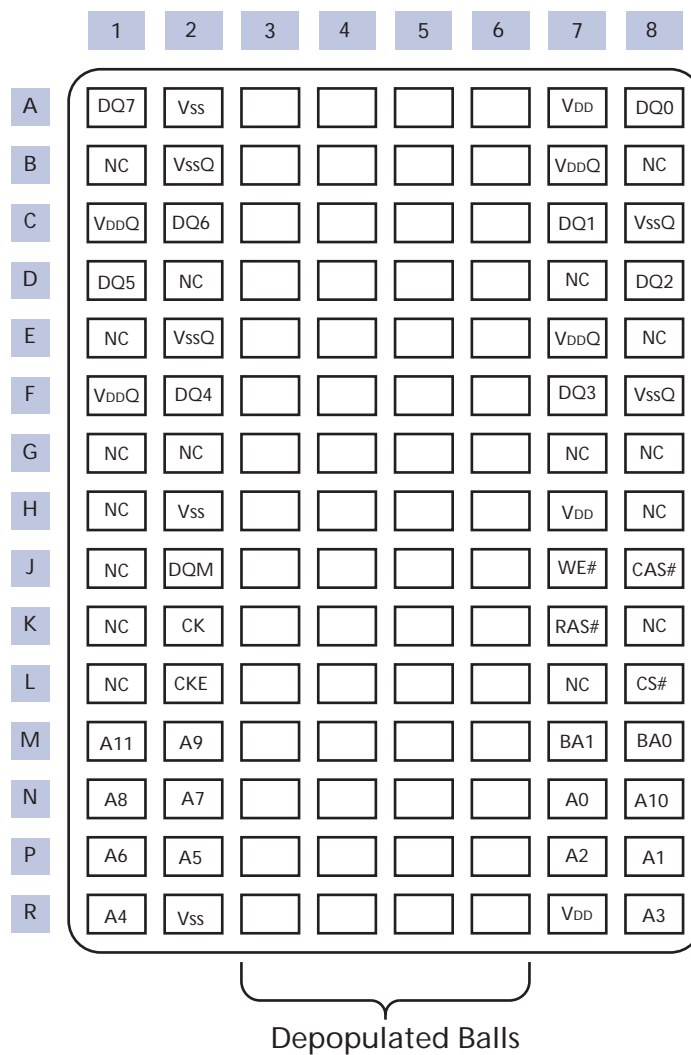 1 2 3 4 5 6 7 8
A DQ7 Vss VDD DQ0
B NC VssQ VDDQ NC
C VDDQ DQ6 DQ1 VssQ
D DQ5 NC NC DQ2
E NC VssQ VDDQ NC
F VDDQ DQ4 DQ3 VssQ
G NC NC NC NC
H NC Vss VDD NC
J NC DQM WE# CAS#
K NC CK RAS# NC
L NC CKE NC CS#
M A11 A9 BA1 BA0
N A8 A7 A0 A10
P A6 A5 A2 A1
R A4 Vss VDD A3
Depopulated Balls